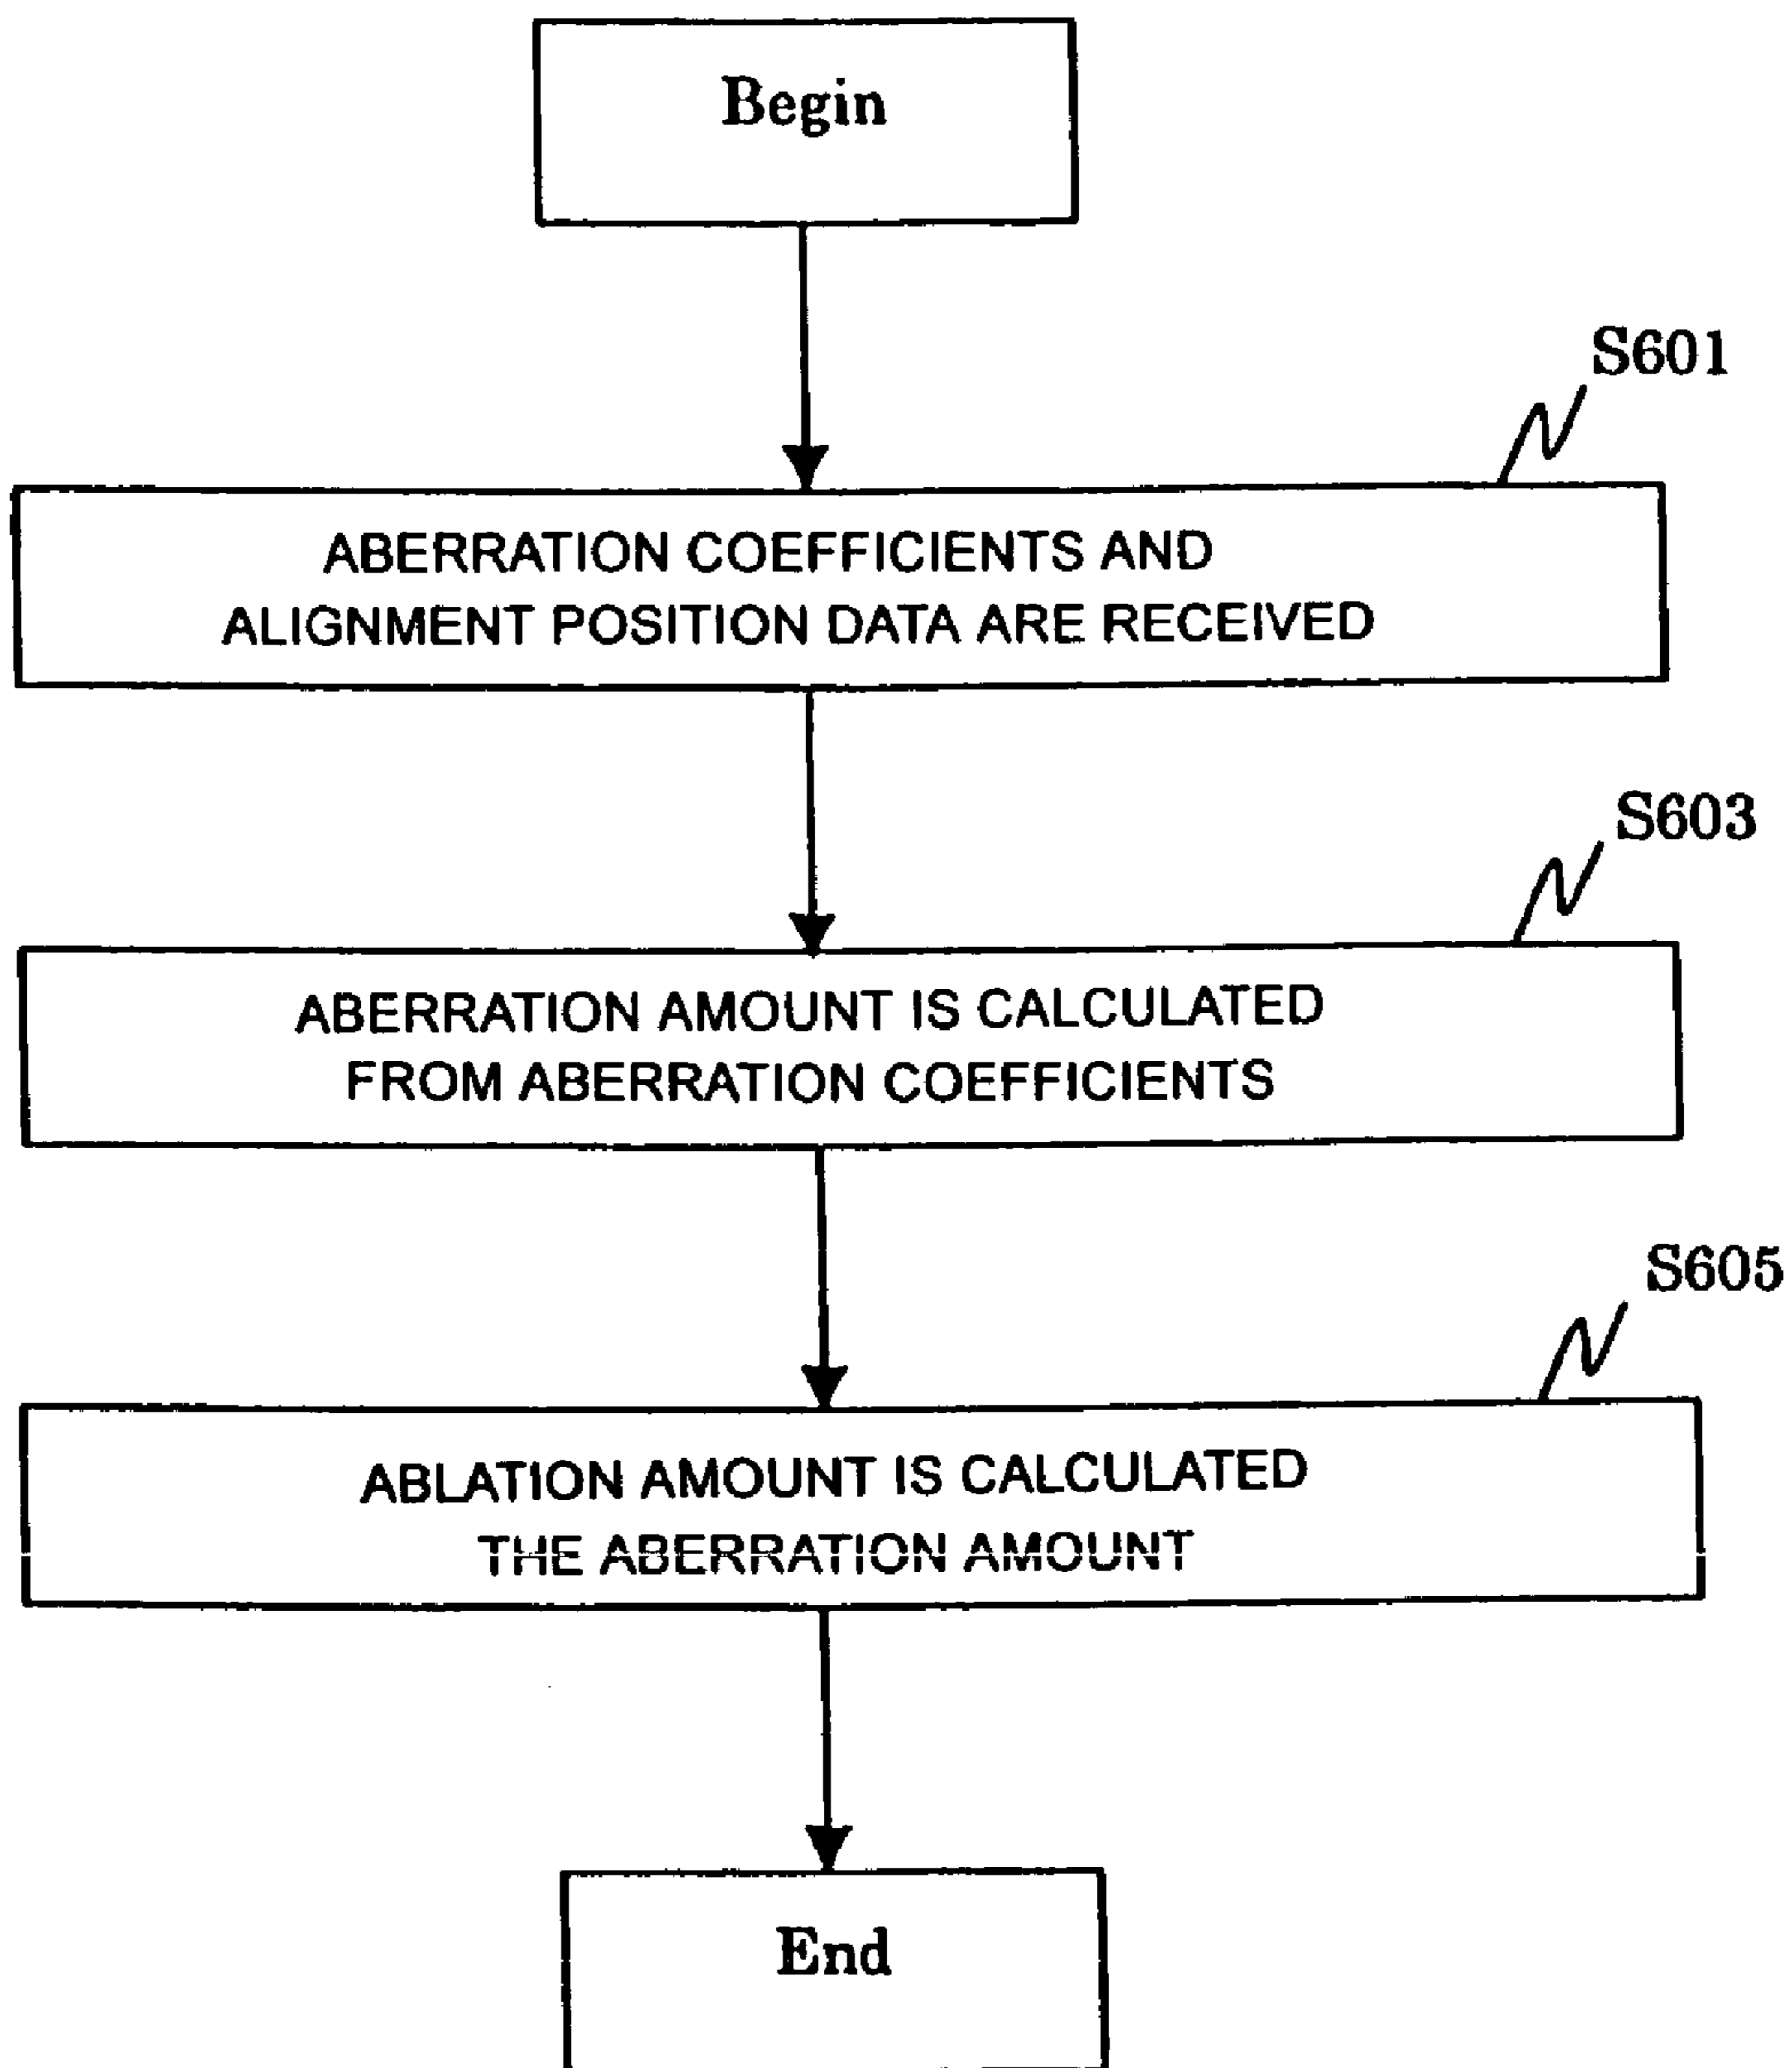 Begin
S601
ABERRATION COEFFICIENTS AND
ALIGNMENT POSITION DATA ARE RECEIVED
S603
ABERRATION AMOUNT IS CALCULATED
FROM ABERRATION COEFFICIENTS
S605
ABLATION AMOUNT IS CALCULATED
THE ABERRATION AMOUNT
End